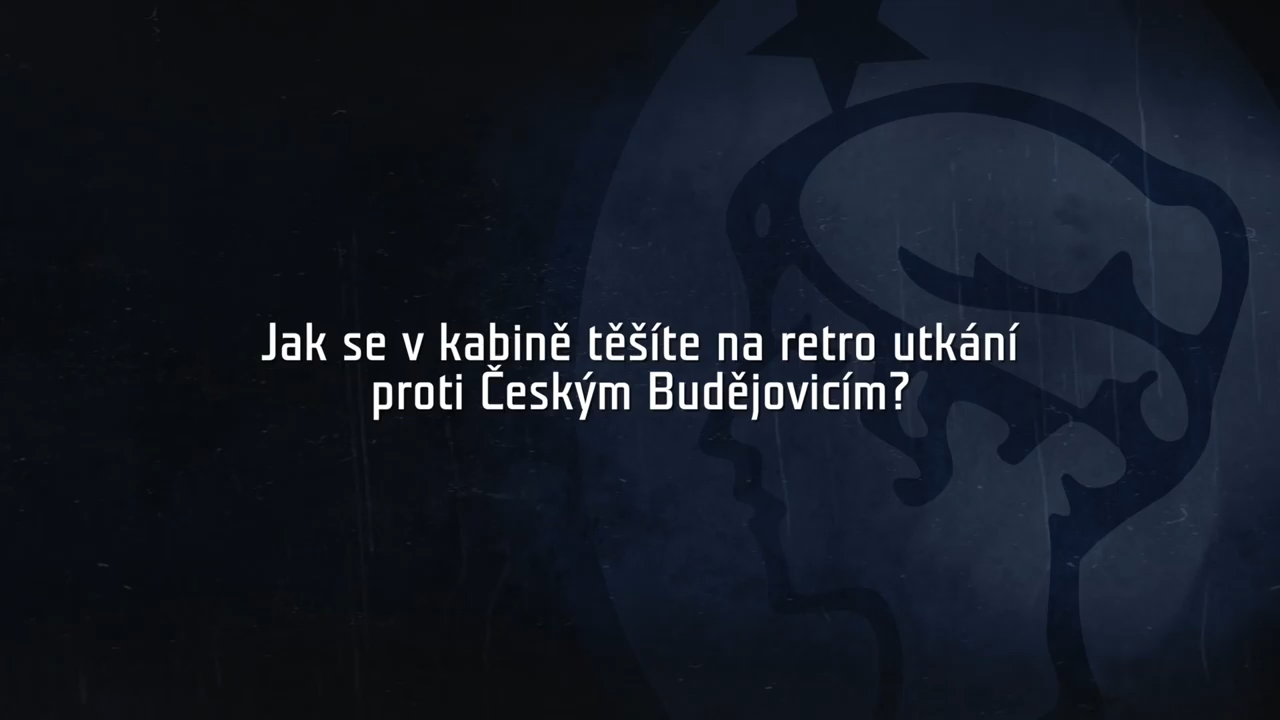 Jak se v kabině těšíte na retro utkání
proti Českým Budějovicím?